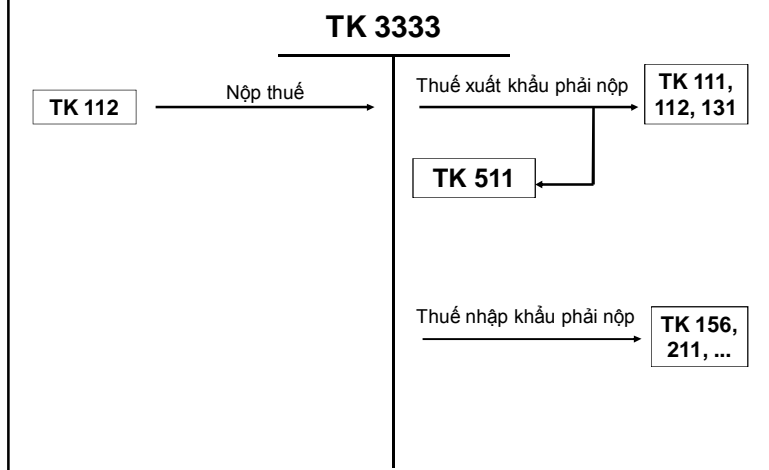 TK 3333
TK 112
Nộp thuế
Thuế xuất khẩu phải nộp
TK 111,
112, 131
TK 511
Thuế nhập khẩu phải nộp
TK 156,
211, ...